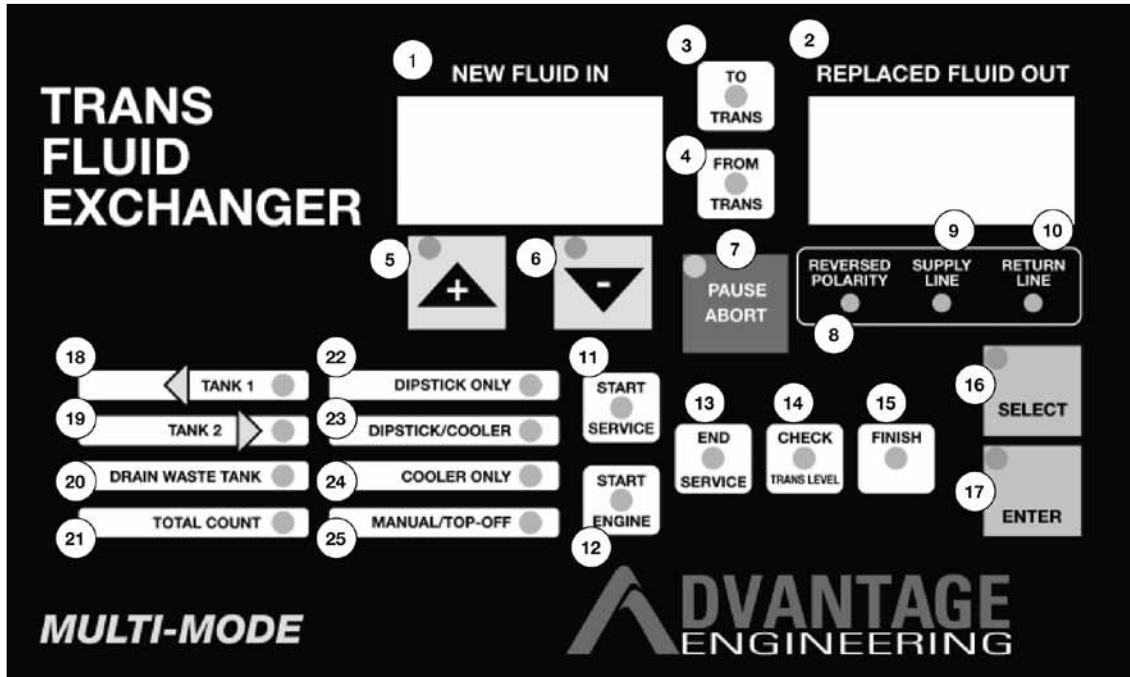 1
NEW FLUID IN
3
TO
TRANS
2
REPLACED FLUID OUT
TRANS
FLUID
EXCHANGER
4
FROM
TRANS
5
+
6
-
7
PAUSE
ABORT
9
10
REVERSED
POLARITY
SUPPLY
LINE
RETURN
LINE
8
18
TANK 1
19
TANK 2
20
DRAIN WASTE TANK
21
TOTAL COUNT
22
DIPSTICK ONLY
23
DIPSTICK/COOLER
24
COOLER ONLY
25
MANUAL/TOP-OFF
11
START
SERVICE
START
ENGINE
12
13
END
SERVICE
14
CHECK
TRANS LEVEL
15
FINISH
16
SELECT
17
ENTER
MULTI-MODE
ADVANTAGE
ENGINEERING